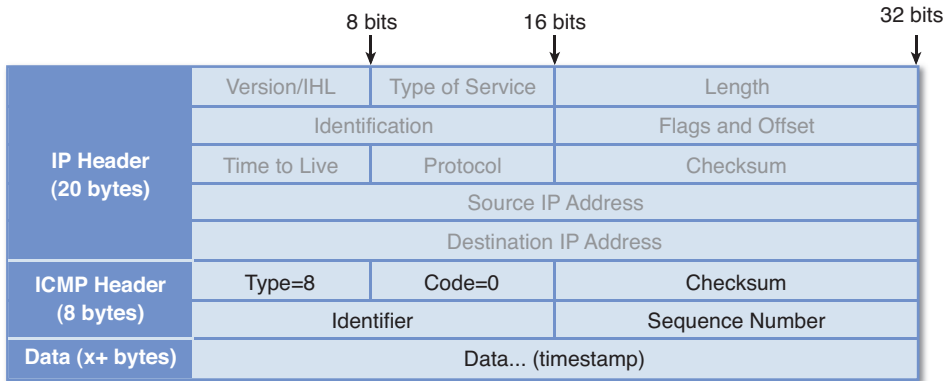 8 bits 16 bits 32 bits
IP Header
(20 bytes)
Version/IHL Type of Service Length
Identification Flags and Offset
Time to Live Protocol Checksum
Source IP Address
Destination IP Address
ICMP Header
(8 bytes)
Type=8 Code=0 Checksum
Identifier Sequence Number
Data (x+ bytes) Data... (timestamp)